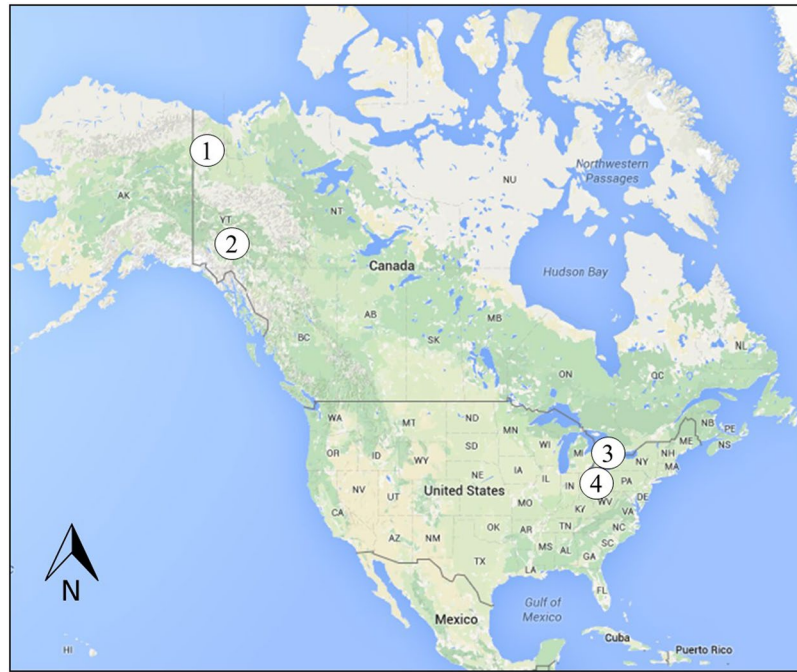 1
AK
YT
2
NT
NU
Northwestern
Passages
Canada
Hudson Bay
BC
AB
SK
MB
ON
QC
NL
NB
PE
NS
WA
MT
ND
MN
OR
ID
WY
SD
WI
MI
3
NY
NH
ME
MA
NV
UT
NE
IA
IL
IN
4
PA
United States
CA
MO
KY
WV
DE
VA
AZ
NM
OK
AR
TN
NC
SC
MS
AL
GA
TX
LA
FL
N
Gulf of
Mexico
Mexico
Cuba
Puerto Rico
HI